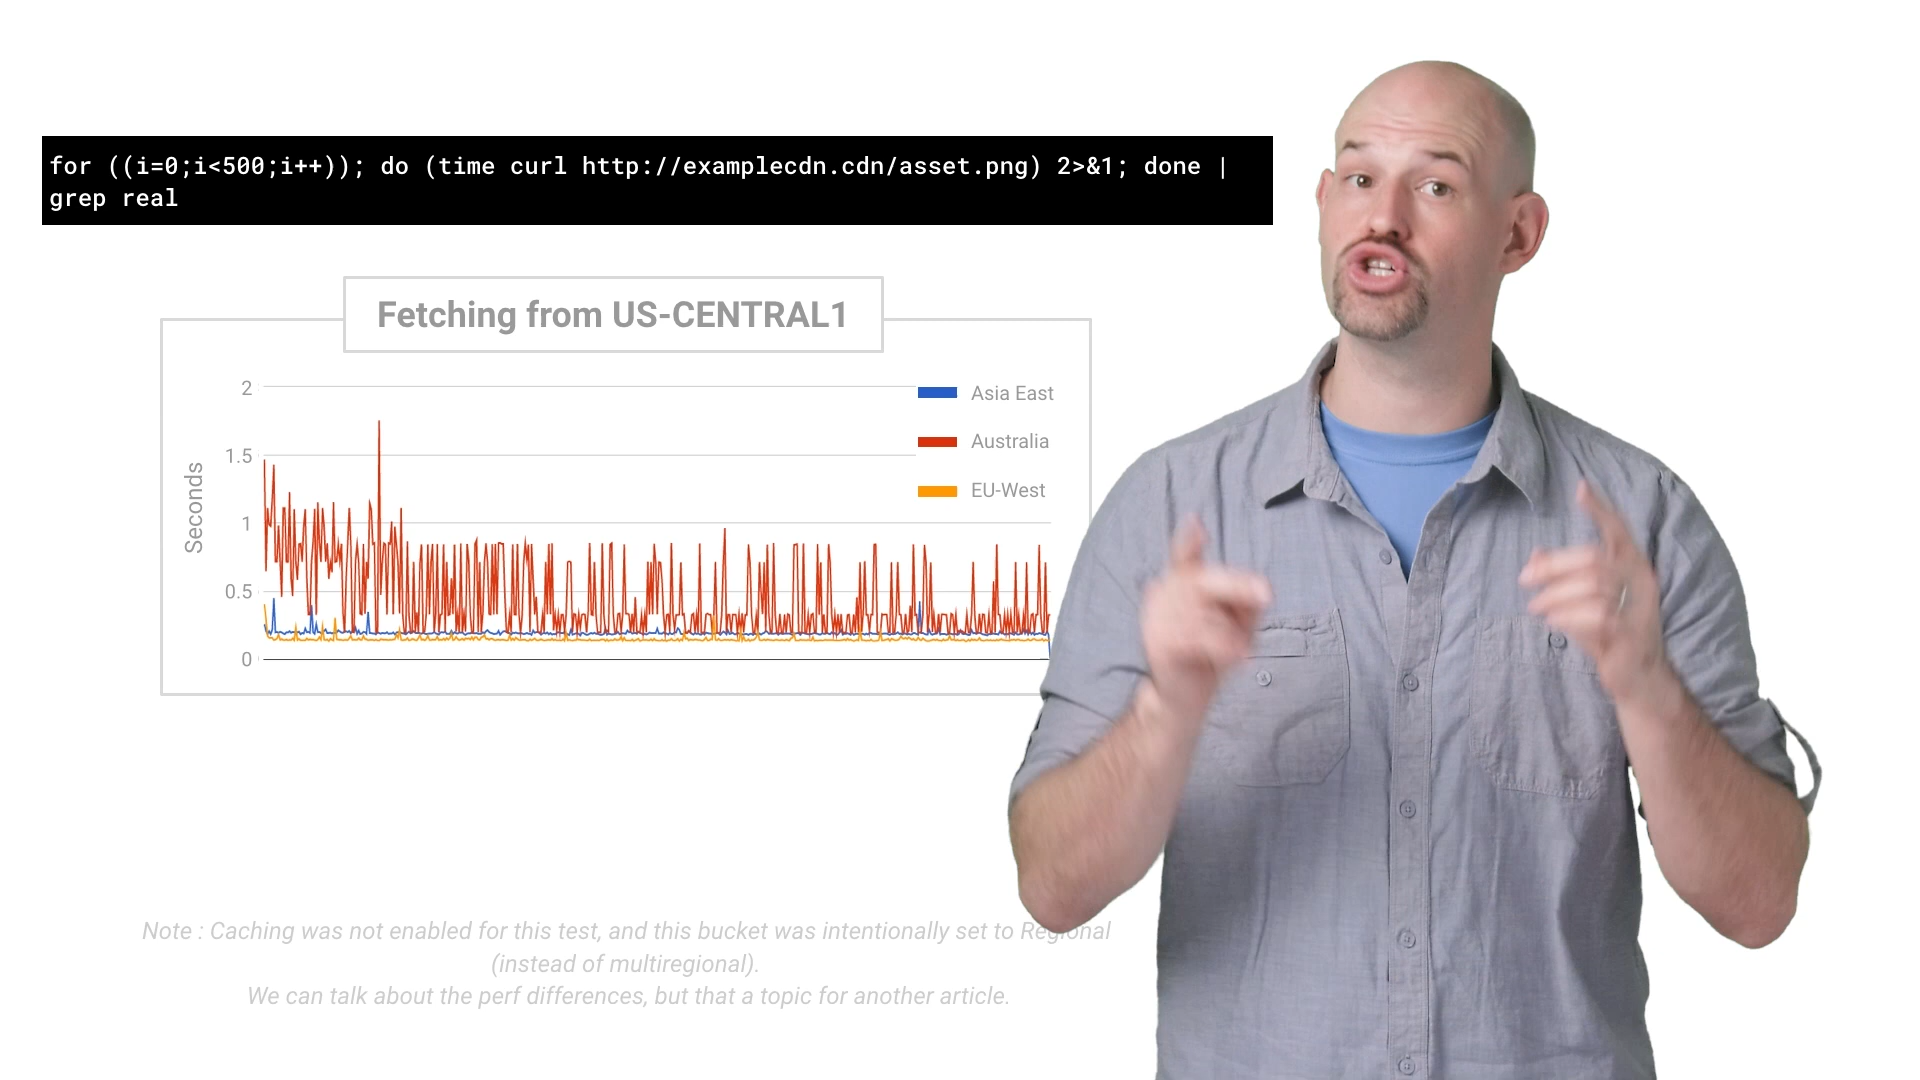 for ((i=0;i<500;i++)); do (time curl http://examplecdn.cdn/asset.png) 2>&1; done |
grep real
Fetching from US-CENTRAL1
2
1.5
1
0.5
0
Seconds
Asia East
Australia
EU-West
Note : Caching was not enabled for this test, and this bucket was intentionally set to Regional
(instead of multiregional).
We can talk about the perf differences, but that a topic for another article.